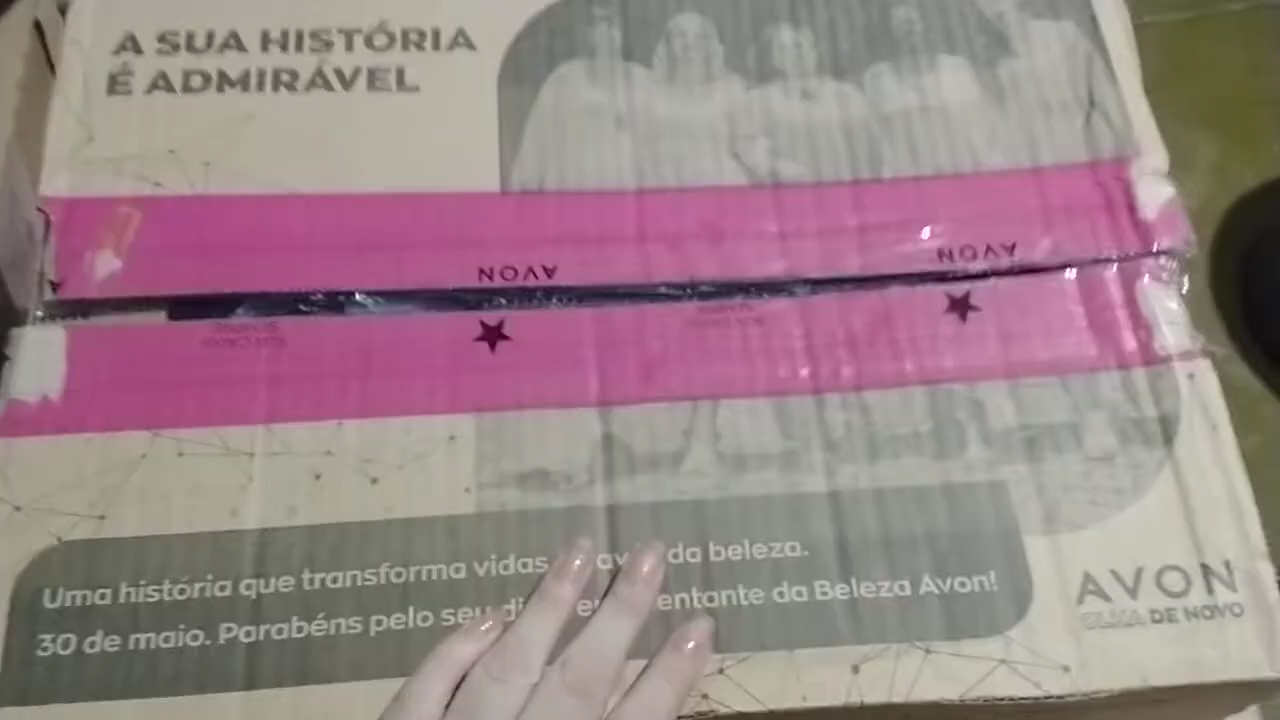 A SUA HISTÓRIA
É ADMIRÁVEL
AVON
AVON
Uma história que transforma vidas da beleza.
30 de maio. Parabéns pelo seu da Beleza Avon!
AVON
DE NOVO